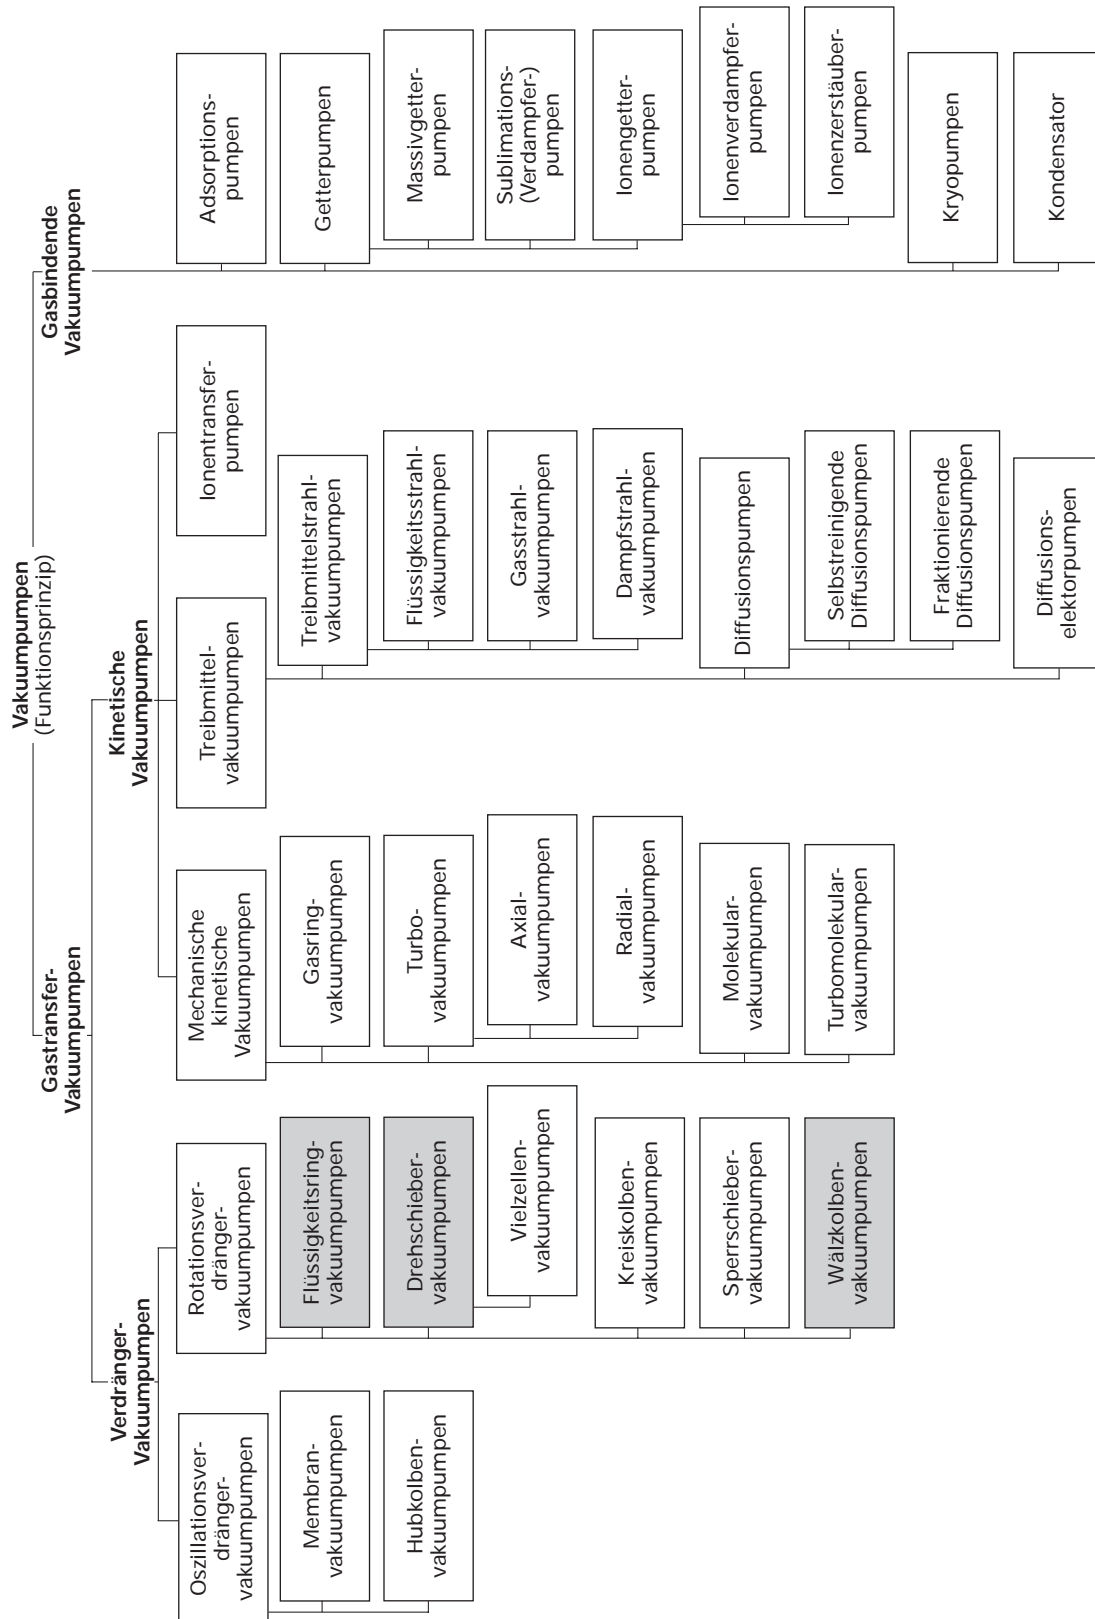 Vakuumpumpen
(Funktionsprinzip)
Gastransfer-
Vakuumpumpen
Verdränger-
Vakuumpumpen
Oszillationsver-
dränger-
vakuumpumpen
Membran-
vakuumpumpen
Hubkolben-
vakuumpumpen
Rotationsver-
dränger-
vakuumpumpen
Flüssigkeitsring-
vakuumpumpen
Drehschieber-
vakuumpumpen
Vielzellen-
vakuumpumpen
Kreiskolben-
vakuumpumpen
Sperrschieber-
vakuumpumpen
Wälzkolben-
vakuumpumpen
Kinetische
Vakuumpumpen
Mechanische
kinetische
Vakuumpumpen
Gasring-
vakuumpumpen
Turbo-
vakuumpumpen
Axial-
vakuumpumpen
Radial-
vakuumpumpen
Molekular-
vakuumpumpen
Turbomolekular-
vakuumpumpen
Treibmittel-
vakuumpumpen
Treibmittelstrahl-
vakuumpumpen
Flüssigkeitsstrahl-
vakuumpumpen
Gasstrahl-
vakuumpumpen
Dampfstrahl-
vakuumpumpen
Diffusionspumpen
Selbstreinigende
Diffusionspumpen
Fraktionierende
Diffusionspumpen
Diffusions-
elektorpumpen
Ionentransfer-
pumpen
Gasbindende
Vakuumpumpen
Adsorptions-
pumpen
Getterpumpen
Massivgetter-
pumpen
Sublimations-
(Verdampfer-)
pumpen
Ionengetter-
pumpen
Ionenverdampfer-
pumpen
Ionenzerstäuber-
pumpen
Kryopumpen
Kondensator